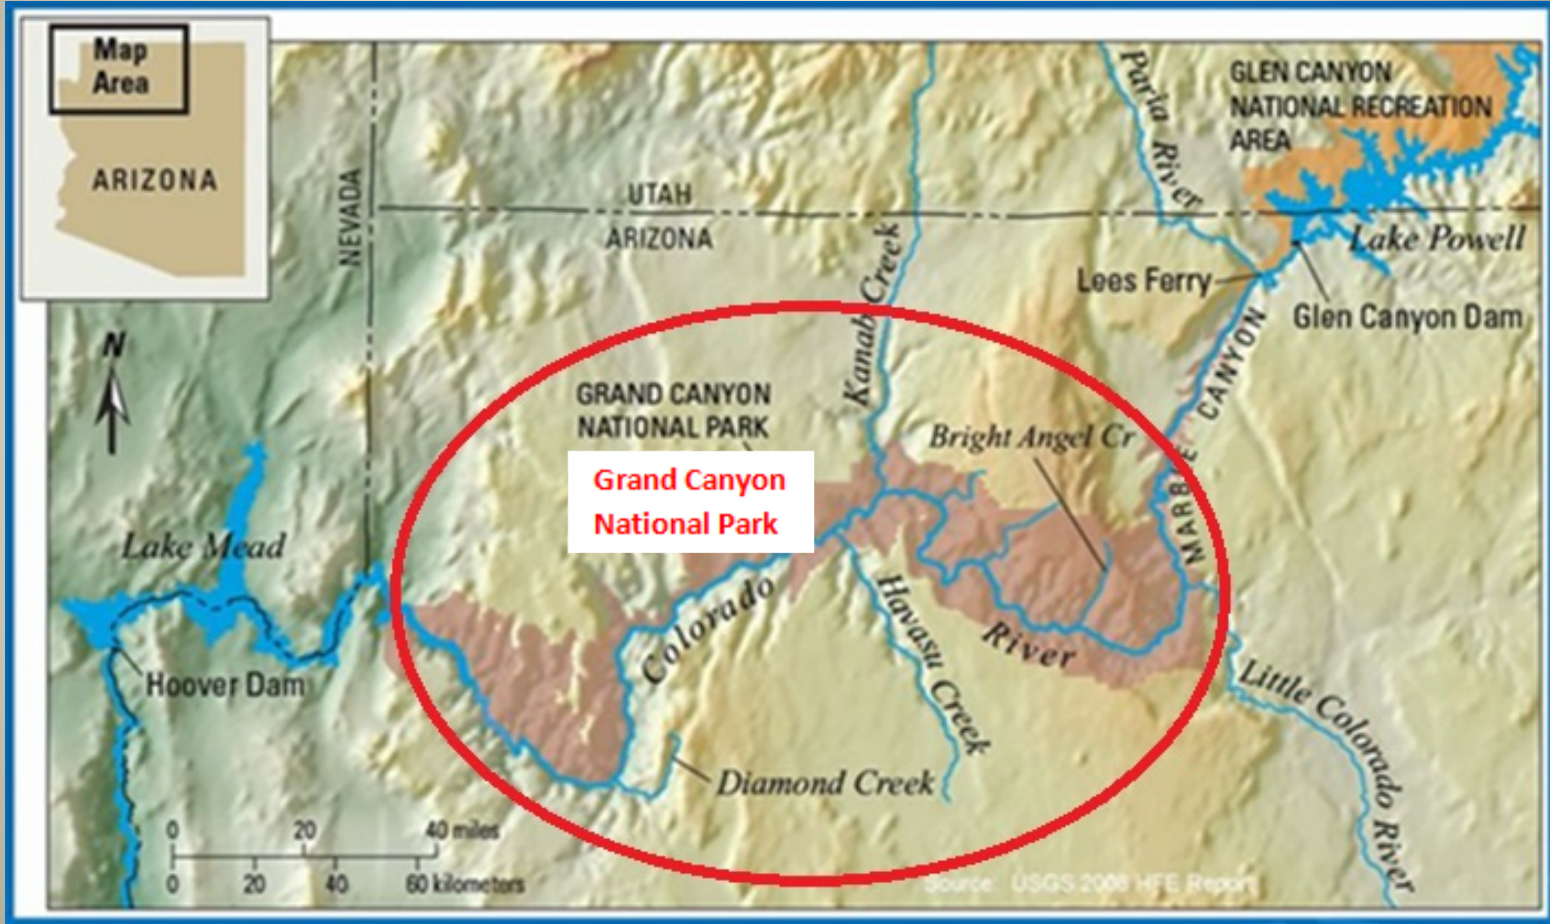 Map
Area
ARIZONA
NEVADA
UTAH
ARIZONA
Kanab Creek
Paria River
GLEN CANYON
NATIONAL RECREATION
AREA
Lake Powell
Lees Ferry
Glen Canyon Dam
MARBLE CANYON
N
GRAND CANYON
NATIONAL PARK
Grand Canyon
National Park
Bright Angel Cr
Lake Mead
Hoover Dam
Colorado River
Havasu Creek
Little Colorado River
Diamond Creek
0 20 40 miles
0 20 40 60 kilometers
Source: USGS 2008 HFE Report